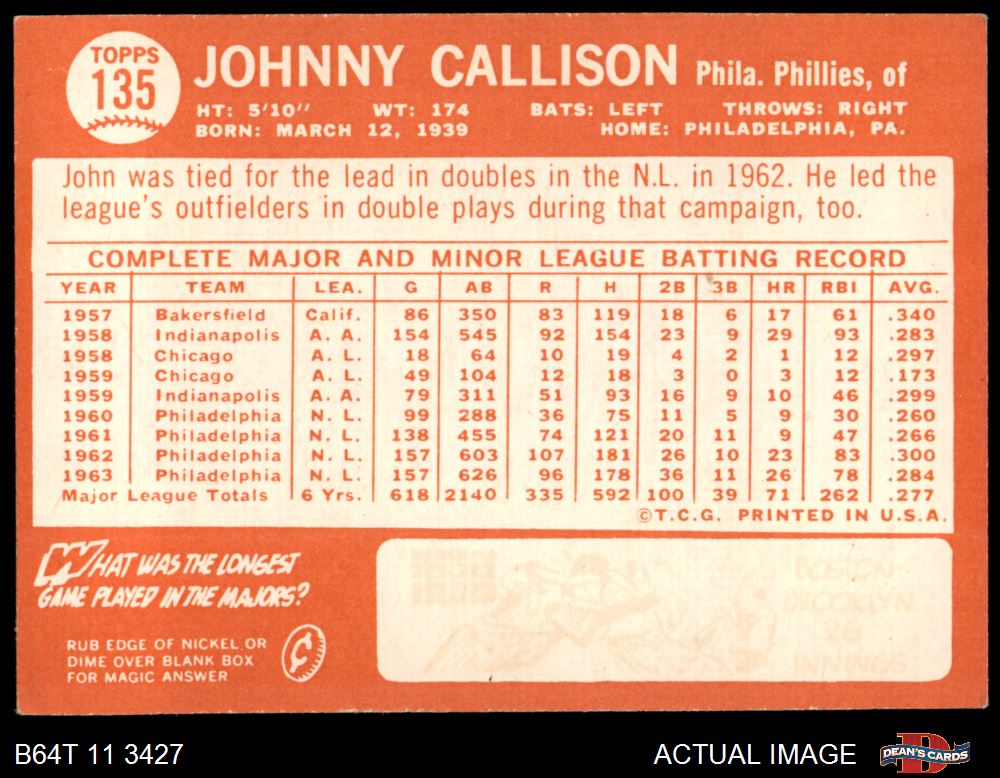 TOPPS
135
JOHNNY CALLISON Phila. Phillies, of
HT: 5'10" WT: 174 BATS: LEFT THROWS: RIGHT
BORN: MARCH 12, 1939 HOME: PHILADELPHIA, PA.
John was tied for the lead in doubles in the N.L. in 1962. He led the
league's outfielders in double plays during that campaign, too.
COMPLETE MAJOR AND MINOR LEAGUE BATTING RECORD
YEAR TEAM LEA. G AB R H 2B 3B HR RBI AVG.
1957 Bakersfield Calif. 86 350 83 119 18 6 17 61 .340
1958 Indianapolis A. A. 154 545 92 154 23 9 29 93 .283
1958 Chicago A. L. 18 64 10 19 4 2 1 12 .297
1959 Chicago A. L. 49 104 12 18 3 0 3 12 .173
1959 Indianapolis A. A. 79 311 51 93 16 9 10 46 .299
1960 Philadelphia N. L. 99 288 36 75 11 5 9 30 .260
1961 Philadelphia N. L. 138 455 74 121 20 11 9 47 .266
1962 Philadelphia N. L. 157 603 107 181 26 10 23 83 .300
1963 Philadelphia N. L. 157 626 96 178 36 11 26 78 .284
Major League Totals 6 Yrs. 618 2140 335 592 100 39 71 262 .277
©T.C.G. PRINTED IN U.S.A.
WHAT WAS THE LONGEST
GAME PLAYED IN THE MAJORS?
RUB EDGE OF NICKEL OR
DIME OVER BLANK BOX
FOR MAGIC ANSWER
BOSTON
BROOKLYN
26
INNINGS
B64T 11 3427
ACTUAL IMAGE
DEAN'S CARDS